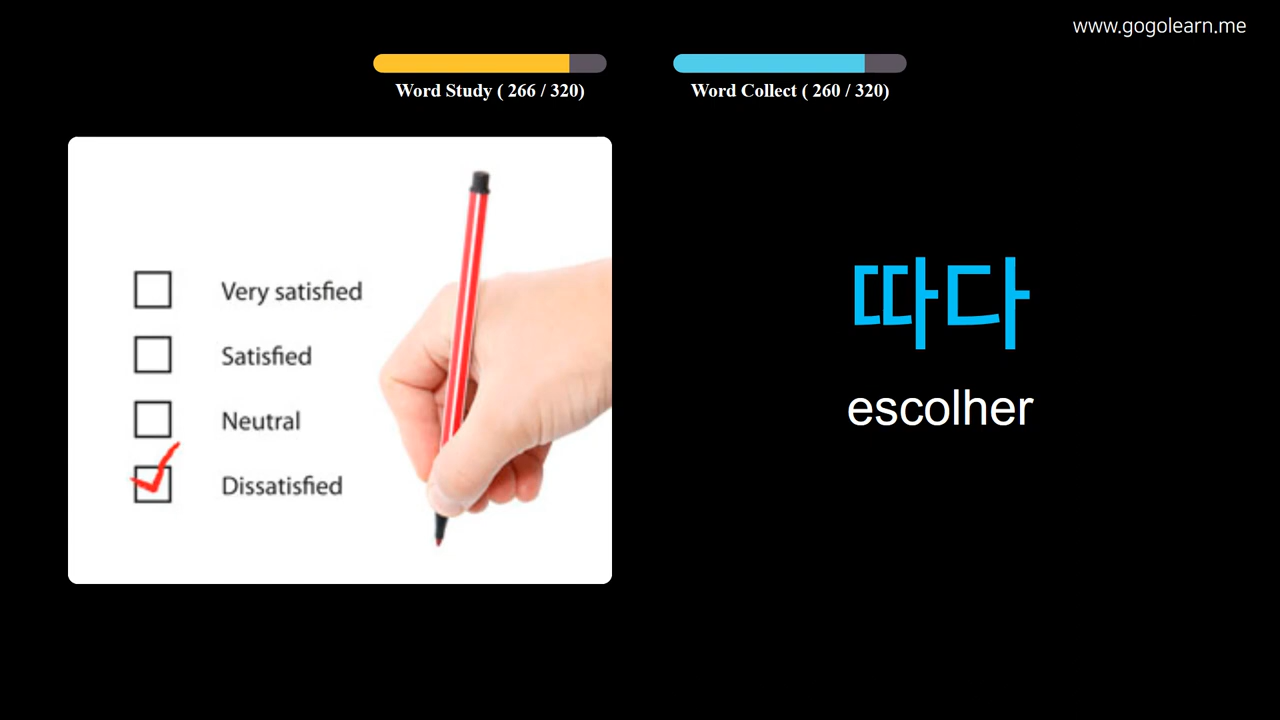 www.gogolearn.me
Word Study ( 266 / 320)
Word Collect ( 260 / 320)
Very satisfied
Satisfied
Neutral
Dissatisfied
따다
escolher